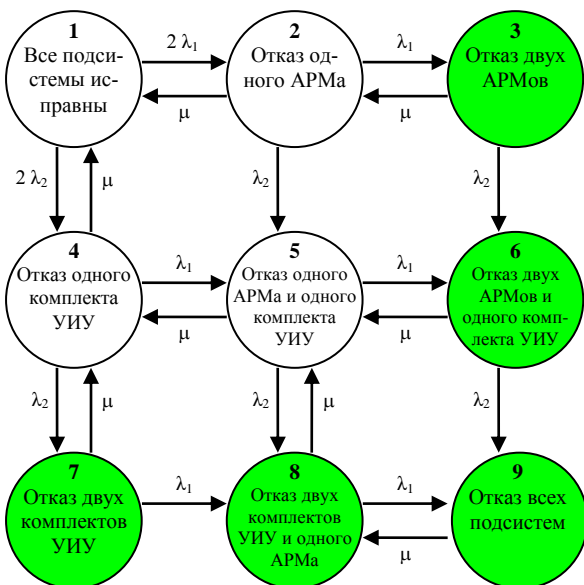 1
Все подси-
стемы ис-
правны
2 λ₁
μ
2
Отказ од-
ного АРМа
λ₁
μ
3
Отказ двух
АРМов
2 λ₂
μ
λ₂
λ₂
4
Отказ одного
комплекта
УИУ
λ₁
μ
5
Отказ одного
АРМа и одного
комплекта
УИУ
λ₁
μ
6
Отказ двух
АРМов и
одного комп-
лекта УИУ
λ₂
μ
λ₂
μ
λ₂
7
Отказ двух
комплектов
УИУ
λ₁
8
Отказ двух
комплектов
УИУ и одного
АРМа
λ₁
μ
9
Отказ всех
подсистем